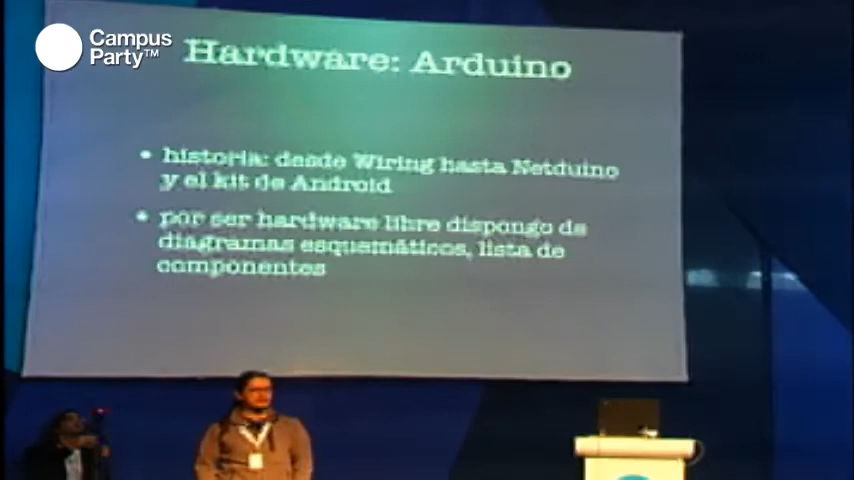 Campus
Party™
Hardware: Arduino
• historia: desde Wiring hasta Netduino
y el kit de Android
• por ser hardware libre dispongo de
diagramas esquemáticos, lista de
componentes